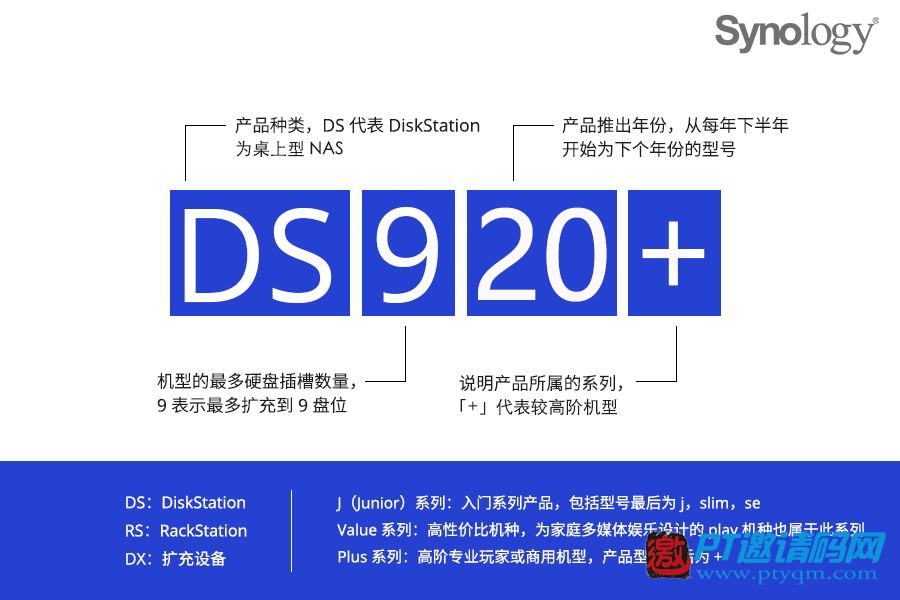 Synology®
产品种类，DS 代表 DiskStation
为桌上型 NAS
产品推出年份，从每年下半年
开始为下个年份的型号
DS 9 20 +
机型的最多硬盘插槽数量，
9 表示最多扩充到 9 盘位
说明产品所属的系列，
「+」代表较高阶机型
DS：DiskStation
RS：RackStation
DX：扩充设备
J（Junior）系列：入门系列产品，包括型号最后为 j，slim，se
Value 系列：高性价比机种，为家庭多媒体娱乐设计的 play 机种也属于此系列
Plus 系列：高阶专业玩家或商用机型，产品型 后为 +
邀 PT邀请码网
www.ptyqm.com